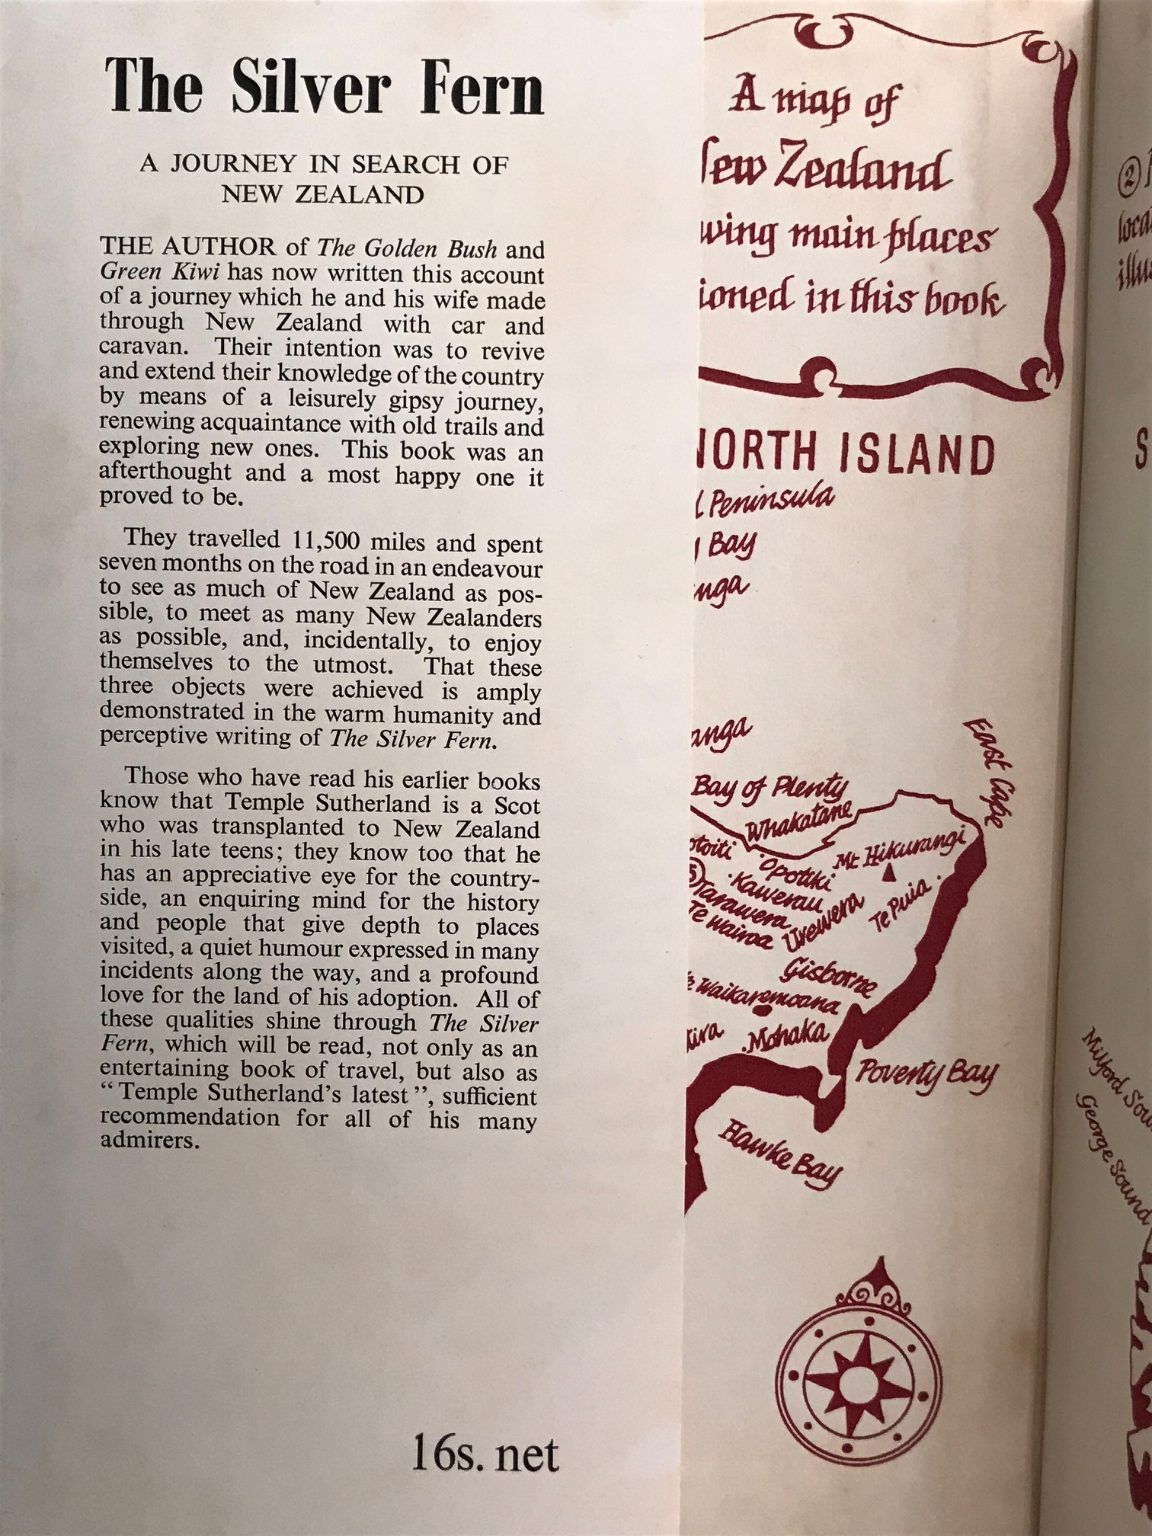 The Silver Fern
A JOURNEY IN SEARCH OF
NEW ZEALAND
THE AUTHOR of The Golden Bush and
Green Kiwi has now written this account
of a journey which he and his wife made
through New Zealand with car and
caravan. Their intention was to revive
and extend their knowledge of the country
by means of a leisurely gipsy journey,
renewing acquaintance with old trails and
exploring new ones. This book was an
afterthought and a most happy one it
proved to be.
They travelled 11,500 miles and spent
seven months on the road in an endeavour
to see as much of New Zealand as pos-
sible, to meet as many New Zealanders
as possible, and, incidentally, to enjoy
themselves to the utmost. That these
three objects were achieved is amply
demonstrated in the warm humanity and
perceptive writing of The Silver Fern.
Those who have read his earlier books
know that Temple Sutherland is a Scot
who was transplanted to New Zealand
in his late teens; they know too that he
has an appreciative eye for the country-
side, an enquiring mind for the history
and people that give depth to places
visited, a quiet humour expressed in many
incidents along the way, and a profound
love for the land of his adoption. All of
these qualities shine through The Silver
Fern, which will be read, not only as an
entertaining book of travel, but also as
“Temple Sutherland's latest”, sufficient
recommendation for all of his many
admirers.
16s. net
A map of
ew Zealand
wing main places
ioned in this book
NORTH ISLAND
l Peninsula
Bay
nga
anga
Bay of Plenty
East Cape
Whakatane
Mt Hikurangi
otoiti
Opotiki
Kawerau
Tarawera
Te Wairoa
Urewera
Te Puia
Gisborne
Waikaremoana
Mohaka
Poverty Bay
Hawke Bay
2
Milford Soun
George Sound